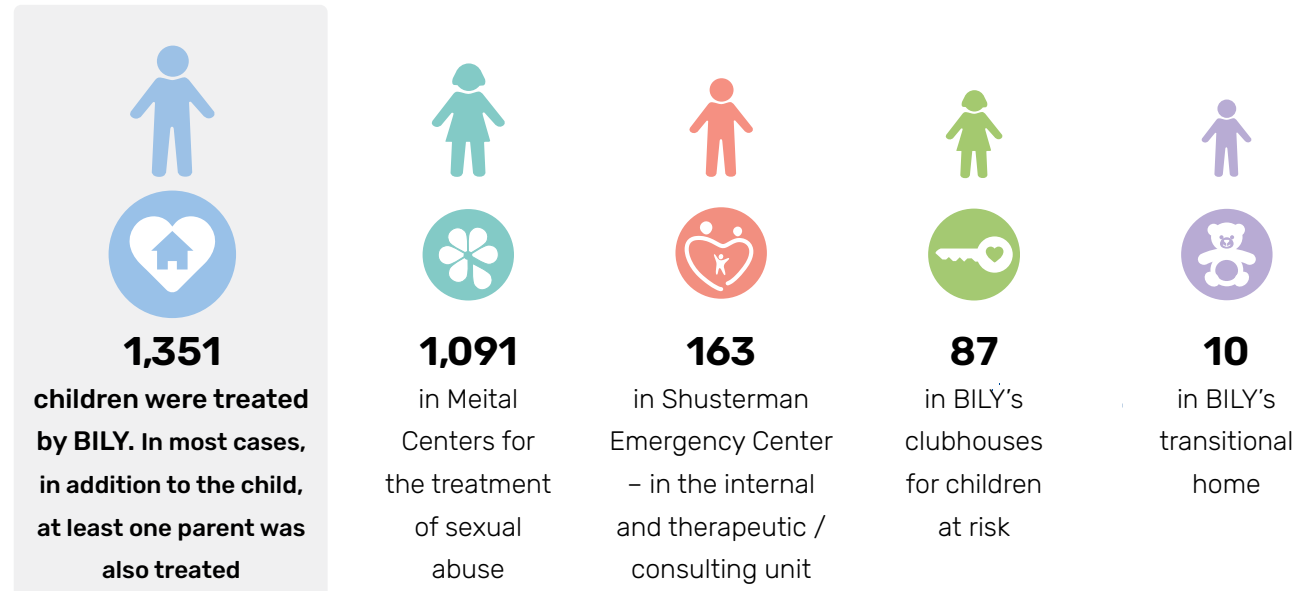 1,351
children were treated
by BILY. In most cases,
in addition to the child,
at least one parent was
also treated
1,091
in Meital
Centers for
the treatment
of sexual
abuse
163
in Shusterman
Emergency Center
– in the internal
and therapeutic /
consulting unit
87
in BILY’s
clubhouses
for children
at risk
10
in BILY’s
transitional
home